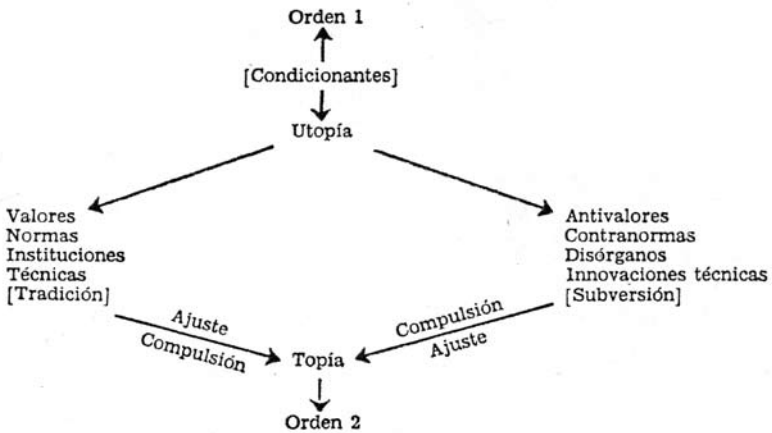 Orden 1
[Condicionantes]
Utopía
Valores
Normas
Instituciones
Técnicas
[Tradición]
Antivalores
Contranormas
Disórganos
Innovaciones técnicas
[Subversión]
Ajuste
Compulsión
Compulsión
Ajuste
Topía
Orden 2